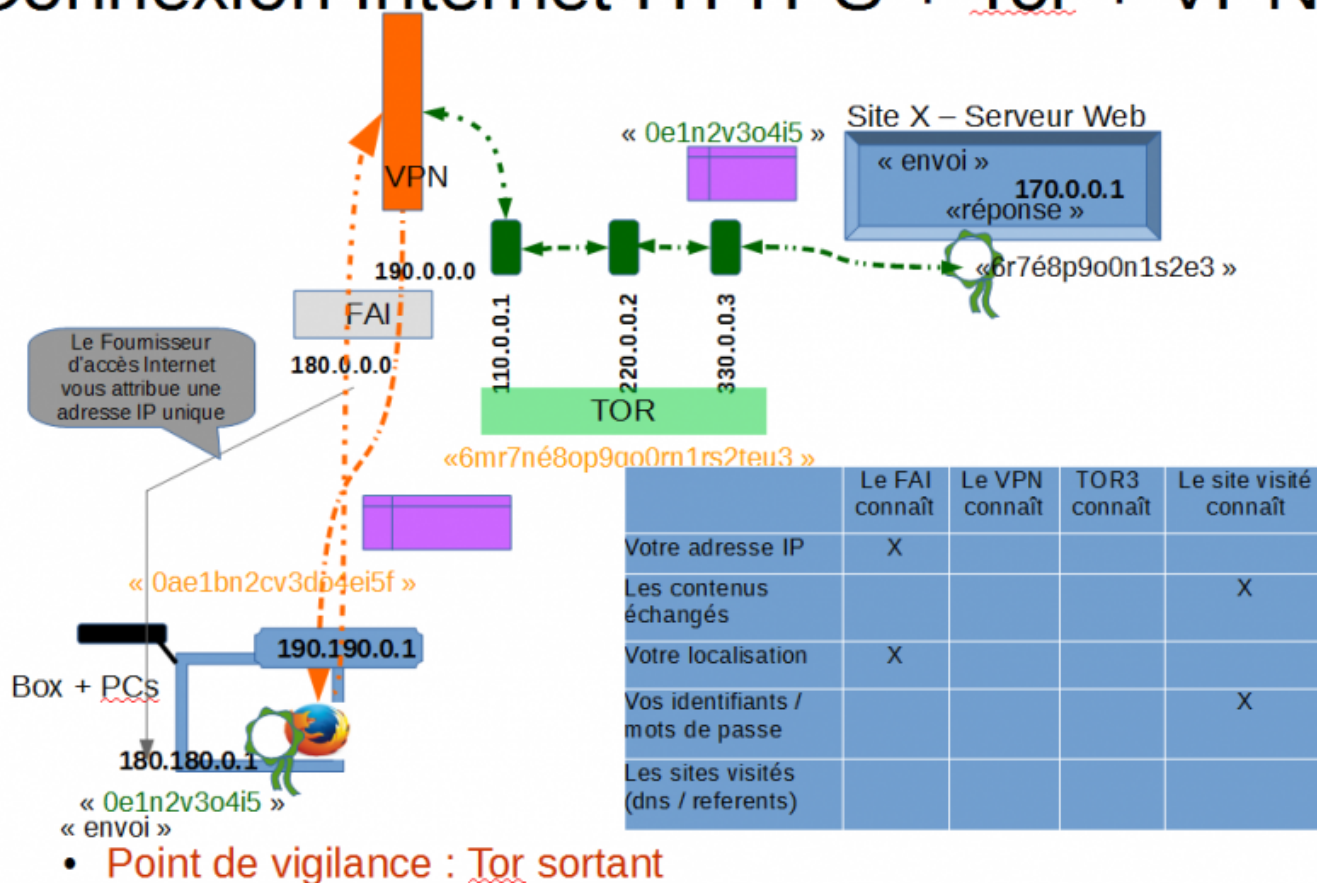 Connexion Internet HTTPS + Tor + VPN
VPN
« 0e1n2v3o4i5 »
Site X – Serveur Web
« envoi »
170.0.0.1
«réponse »
«6r7é8p9o0n1s2e3 »
190.0.0.0
FAI
180.0.0.0
Le Fournisseur
d'accès Internet
vous attribue une
adresse IP unique
110.0.0.1
220.0.0.2
330.0.0.3
TOR
«6mr7né8op9qo0rn1rs2teu3 »
« 0ae1bn2cv3do4ei5f »
190.190.0.1
Box + PCs
180.180.0.1
« 0e1n2v3o4i5 »
« envoi »
Le FAI connaît
Le VPN connaît
TOR3 connaît
Le site visité connaît
Votre adresse IP X
Les contenus
échangés X
Votre localisation X
Vos identifiants /
mots de passe X
Les sites visités
(dns / referents)
• Point de vigilance : Tor sortant